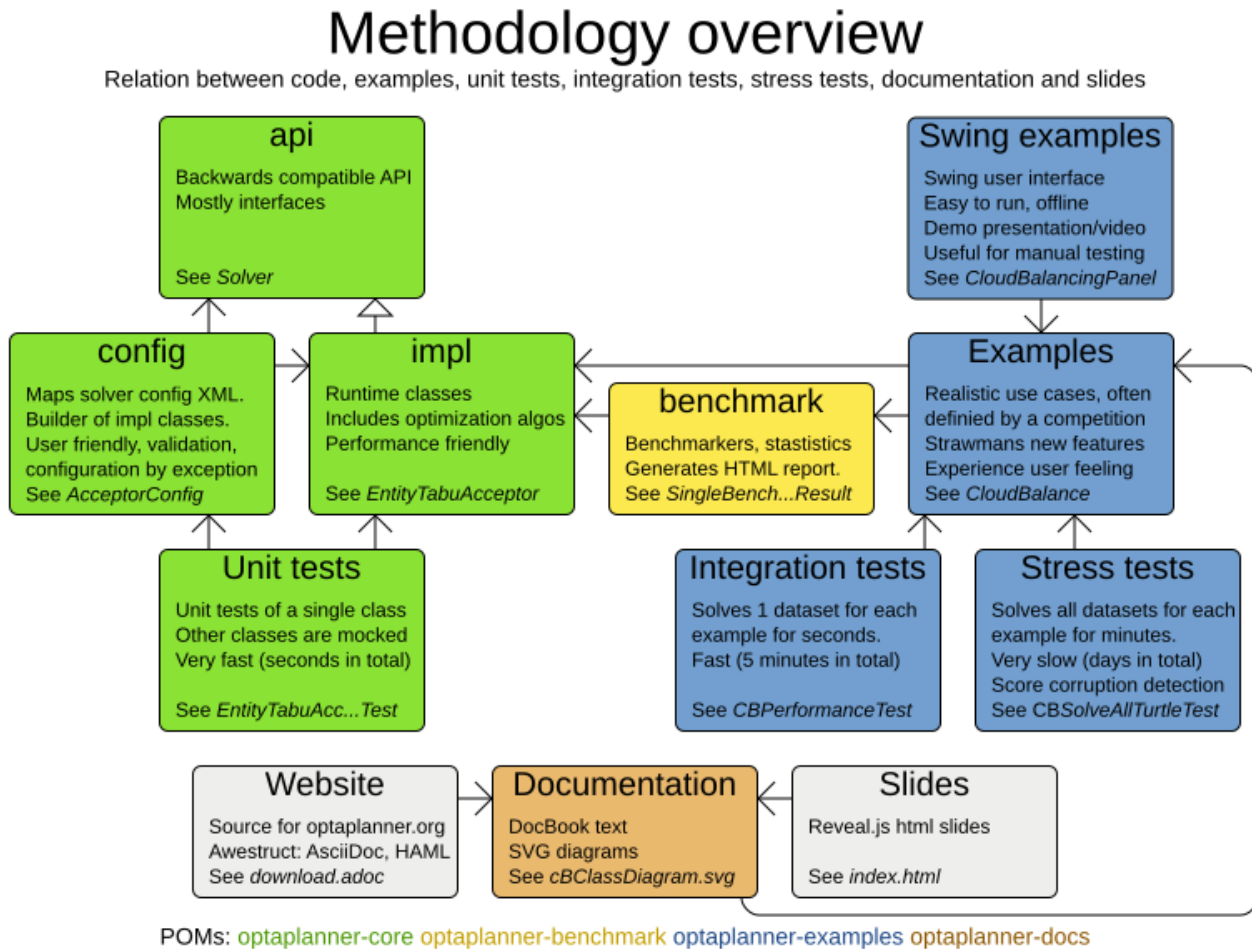 Methodology overview
Relation between code, examples, unit tests, integration tests, stress tests, documentation and slides
api
Backwards compatible API
Mostly interfaces
See Solver
Swing examples
Swing user interface
Easy to run, offline
Demo presentation/video
Useful for manual testing
See CloudBalancingPanel
config
Maps solver config XML.
Builder of impl classes.
User friendly, validation,
configuration by exception
See AcceptorConfig
impl
Runtime classes
Includes optimization algos
Performance friendly
See EntityTabuAcceptor
benchmark
Benchmarkers, stastistics
Generates HTML report.
See SingleBench...Result
Examples
Realistic use cases, often
definied by a competition
Strawmans new features
Experience user feeling
See CloudBalance
Unit tests
Unit tests of a single class
Other classes are mocked
Very fast (seconds in total)
See EntityTabuAcc...Test
Integration tests
Solves 1 dataset for each
example for seconds.
Fast (5 minutes in total)
See CBPerformanceTest
Stress tests
Solves all datasets for each
example for minutes.
Very slow (days in total)
Score corruption detection
See CBSolveAllTurtleTest
Website
Source for optaplanner.org
Awestruct: AsciiDoc, HAML
See download.adoc
Documentation
DocBook text
SVG diagrams
See cBClassDiagram.svg
Slides
Reveal.js html slides
See index.html
POMs: optaplanner-core optaplanner-benchmark optaplanner-examples optaplanner-docs